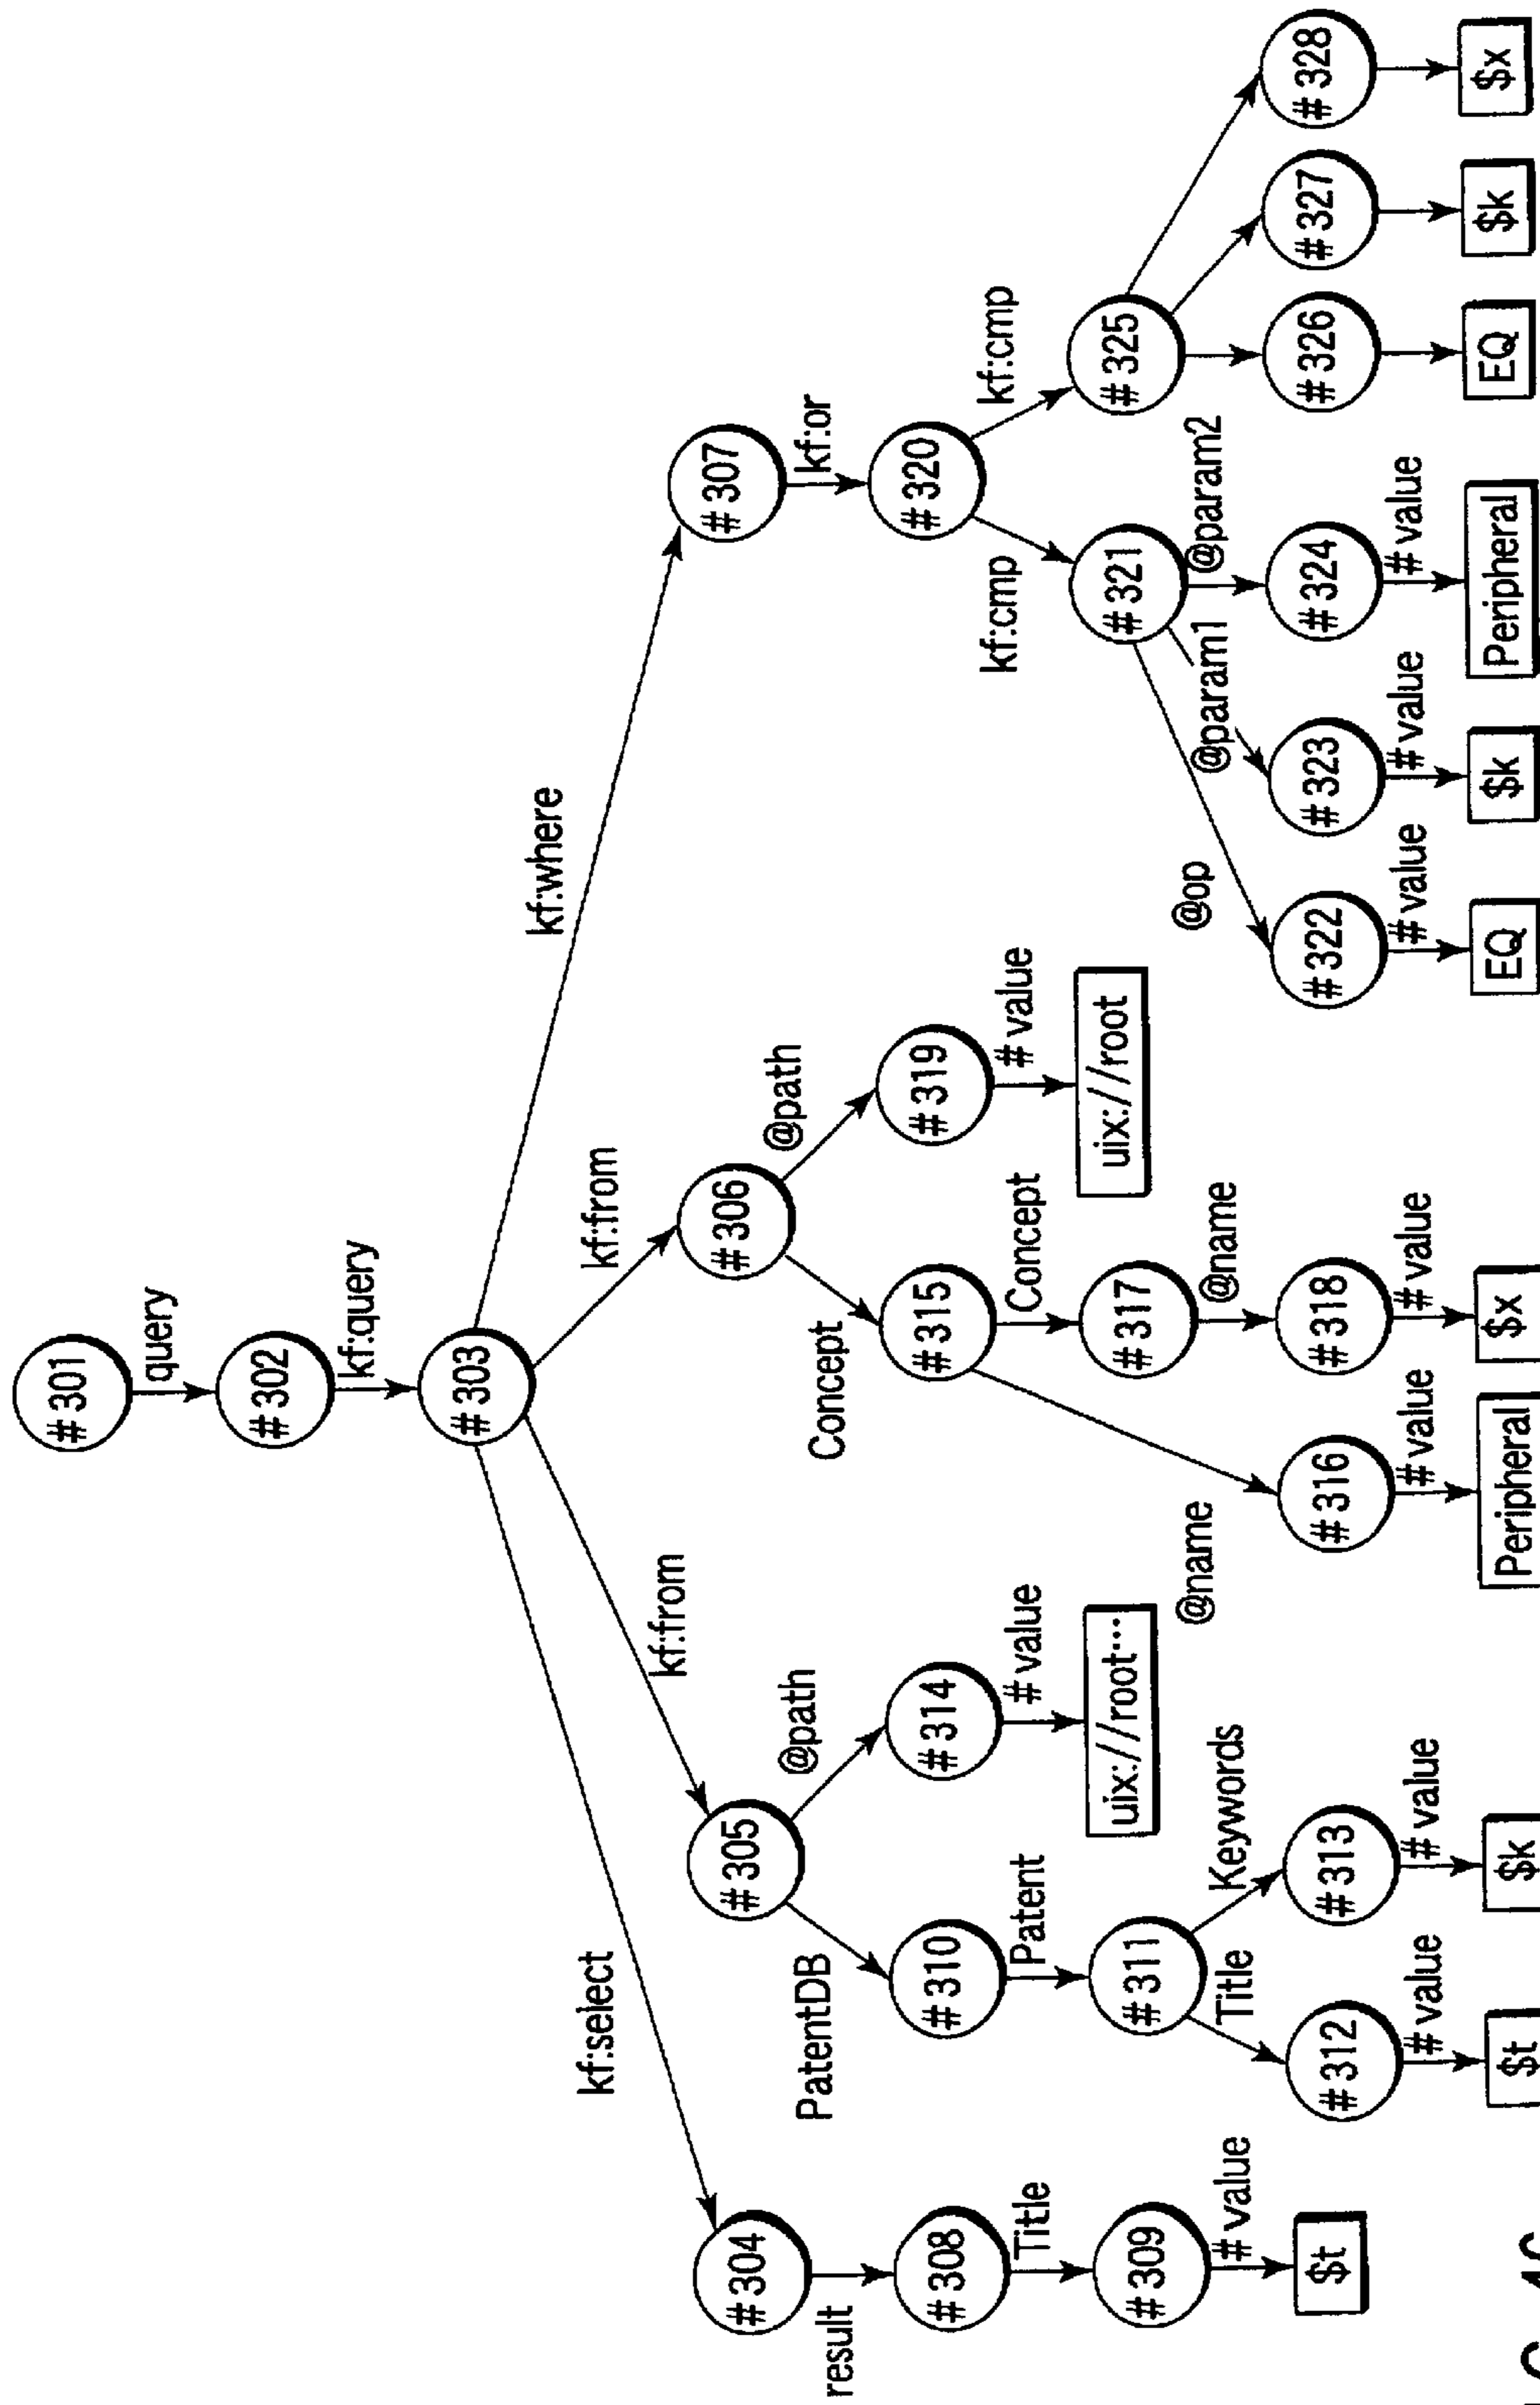 #301
query
#302
kf:query
#303
kf:select
kf:from
kf:from
kf:where
#304
#305
#306
#307
result
PatentDB
@path
Concept
@path
kf:or
#308
#310
#314
#315
#319
#320
Title
Patent
#value
Concept
#value
kf:cmp
kf:cmp
#309
#311
uix://root...
#317
uix://root
#321
#325
#value
Title
Keywords
@name
@name
@op
@param1
@param2
$t
#312
#313
#316
#318
#322
#323
#324
#326
#327
#328
#value
#value
#value
#value
#value
#value
#value
$t
$k
Peripheral
$x
EQ
$k
Peripheral
EQ
$k
$x